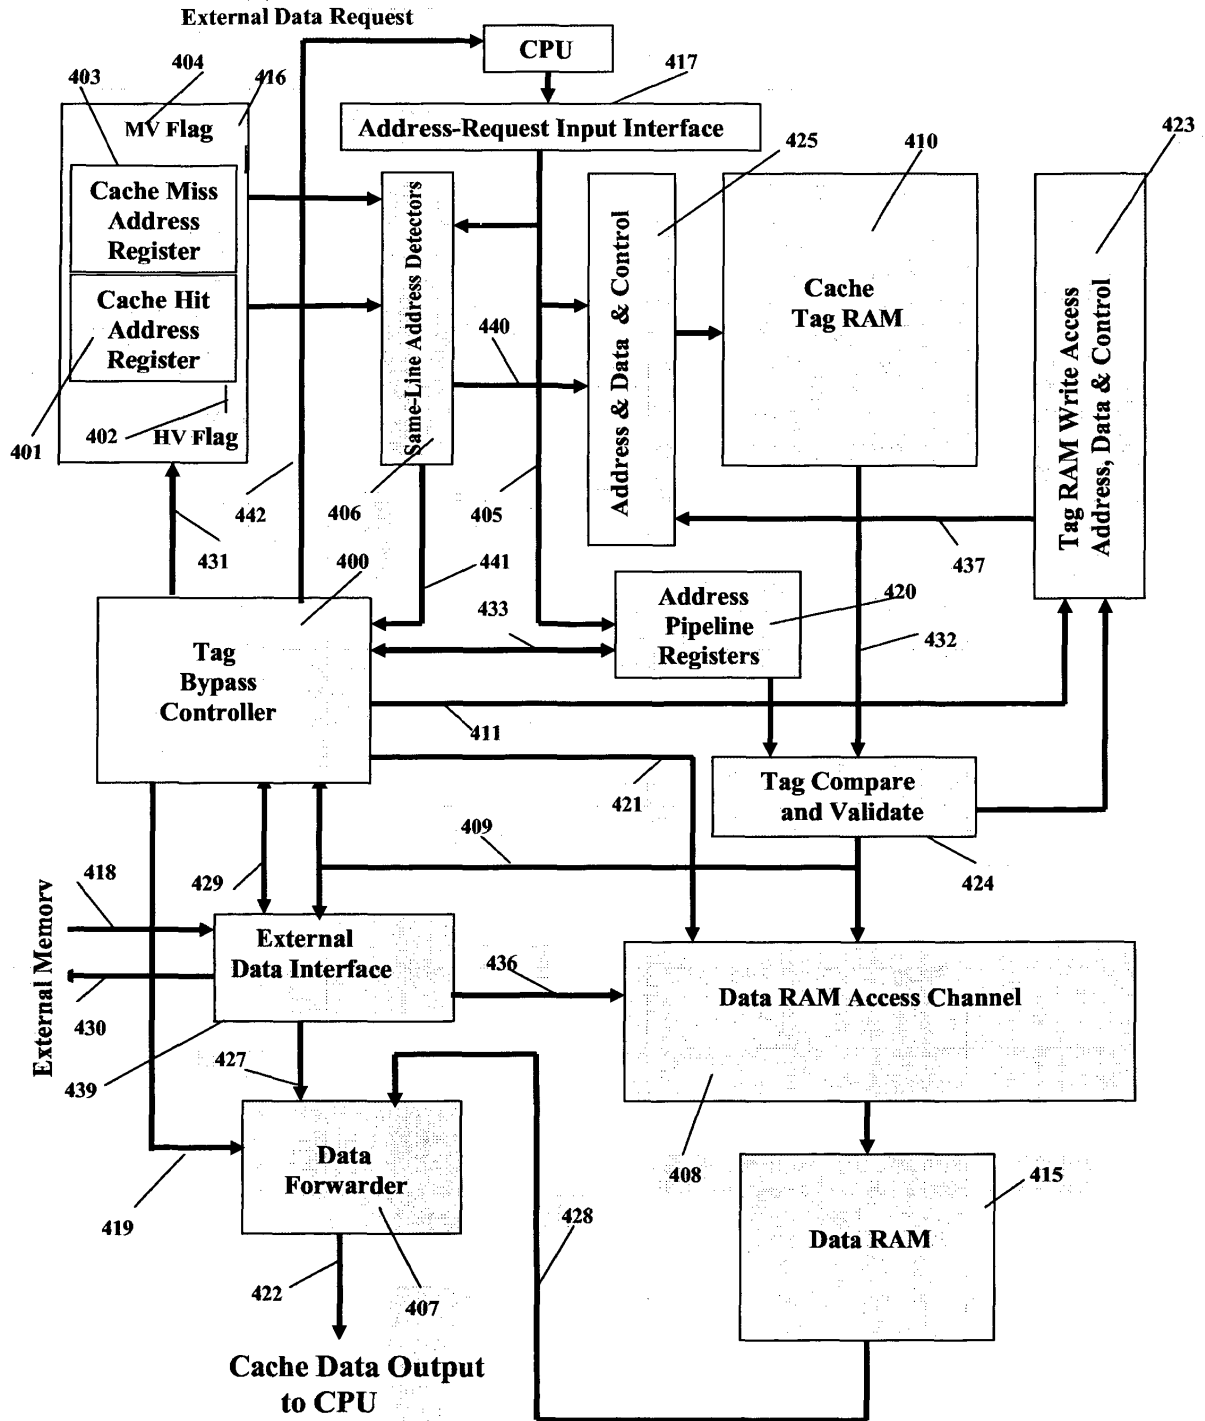 External Data Request
CPU
417
404
403
416
MV Flag
Address-Request Input Interface
423
425
410
Cache Miss
Address
Register
Cache Hit
Address
Register
Same-Line Address Detectors
Address & Data & Control
Cache
Tag RAM
Tag RAM Write Access
Address, Data & Control
440
402
HV Flag
401
442
406
405
431
400
441
437
433
Address
Pipeline
Registers
420
432
Tag
Bypass
Controller
411
421
Tag Compare
and Validate
409
418
429
424
External Memory
External
Data Interface
436
Data RAM Access Channel
430
427
439
Data
Forwarder
408
415
419
428
Data RAM
422
407
Cache Data Output
to CPU